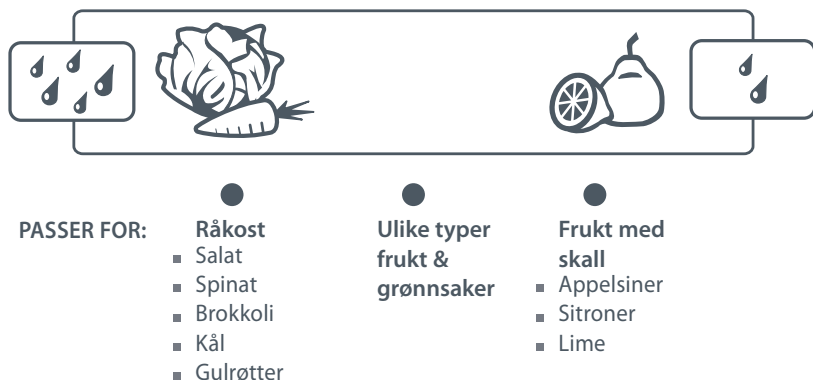 PASSER FOR:
Råkost
Salat
Spinat
Brokkoli
Kål
Gulrøtter
Ulike typer
frukt &
grønnsaker
Frukt med
skall
Appelsiner
Sitroner
Lime